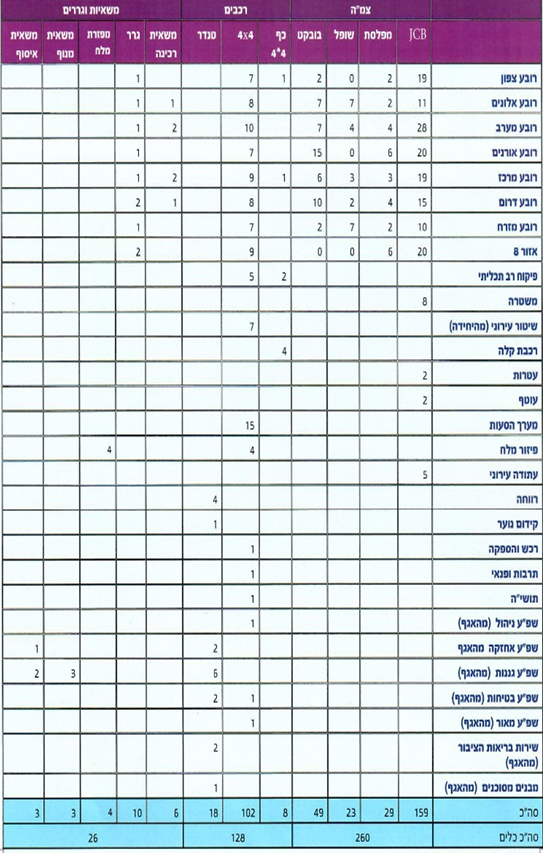 צמ"ה רכבים משאיות וגררים
JCB מפלסת שופל בובקט כף 4*4 4x4 טנדר משאית רכינה גרר מפזרת מלח משאית מנוף משאית איסוף
רובע צפון 19 2 0 2 1 7 1
רובע אלונים 11 2 7 7 8 1 1
רובע מערב 28 4 4 7 10 2 1
רובע אורנים 20 6 0 15 7 1
רובע מרכז 19 3 3 6 1 9 2 1
רובע דרום 15 4 2 10 8 1 2
רובע מזרח 10 2 7 2 7 1
אזור 8 20 6 0 0 9 2
פיקוח רב תכליתי 2 5
משטרה 8
שיטור עירוני (מהיחידה) 7
רכבת קלה 4
עטרות 2
עוטף 2
מערך הסעות 15
פיזור מלח 4 4
עתודה עירוני 5
רווחה 4
קידום נוער 1
רכש והספקה 1
תרבות ופנאי 1
תושי"ה 1
שפ"ע ניהול (מהאגף) 1
שפ"ע אחזקה מהאגף 2 1
שפ"ע גננות (מהאגף) 6 3 2
שפ"ע בטיחות (מהאגף) 1 2
שפ"ע מאור (מהאגף) 1
שירות בריאות הציבור
(מהאגף) 2
מבנים מסוכנים (מהאגף) 1
סה"כ 159 29 23 49 8 102 18 6 10 4 3 3
סה"כ כלים 260 128 26